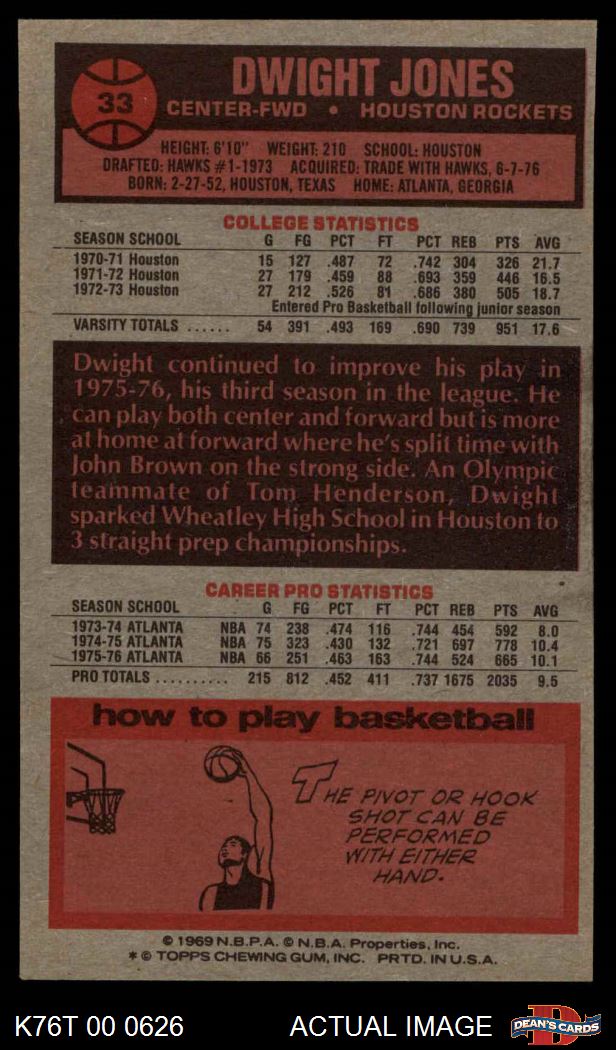 33
DWIGHT JONES
CENTER-FWD • HOUSTON ROCKETS
HEIGHT: 6'10" WEIGHT: 210 SCHOOL: HOUSTON
DRAFTED: HAWKS #1-1973 ACQUIRED: TRADE WITH HAWKS, 6-7-76
BORN: 2-27-52, HOUSTON, TEXAS HOME: ATLANTA, GEORGIA
COLLEGE STATISTICS
SEASON SCHOOL G FG PCT FT PCT REB PTS AVG
1970-71 Houston 15 127 .487 72 .742 304 326 21.7
1971-72 Houston 27 179 .459 88 .693 359 446 16.5
1972-73 Houston 27 212 .526 81 .686 380 505 18.7
Entered Pro Basketball following junior season
VARSITY TOTALS ...... 54 391 .493 169 .690 739 951 17.6
Dwight continued to improve his play in
1975-76, his third season in the league. He
can play both center and forward but is more
at home at forward where he's split time with
John Brown on the strong side. An Olympic
teammate of Tom Henderson, Dwight
sparked Wheatley High School in Houston to
3 straight prep championships.
CAREER PRO STATISTICS
SEASON SCHOOL G FG PCT FT PCT REB PTS AVG
1973-74 ATLANTA NBA 74 238 .474 116 .744 454 592 8.0
1974-75 ATLANTA NBA 75 323 .430 132 .721 697 778 10.4
1975-76 ATLANTA NBA 66 251 .463 163 .744 524 665 10.1
PRO TOTALS .......... 215 812 .452 411 .737 1675 2035 9.5
how to play basketball
THE PIVOT OR HOOK
SHOT CAN BE
PERFORMED
WITH EITHER
HAND.
© 1969 N.B.P.A. © N.B.A. Properties, Inc.
* © TOPPS CHEWING GUM, INC. PRTD. IN U.S.A.
K76T 00 0626 ACTUAL IMAGE
D
DEAN'S CARDS